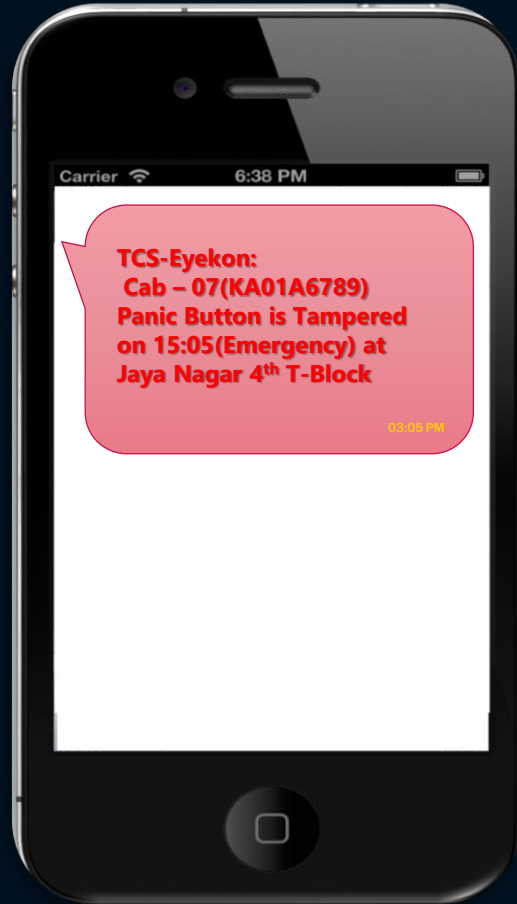 Carrier 6:38 PM
TCS-Eyekon:
Cab – 07(KA01A6789)
Panic Button is Tampered
on 15:05(Emergency) at
Jaya Nagar 4th T-Block
03:05 PM